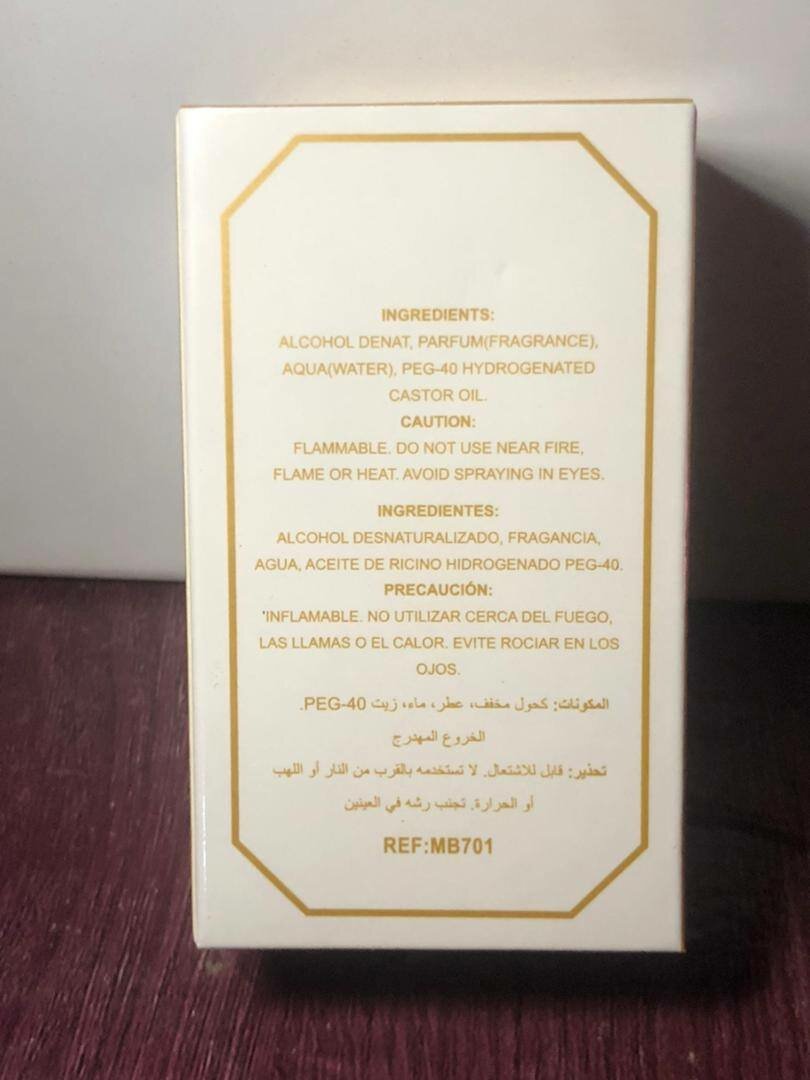 INGREDIENTS:
ALCOHOL DENAT, PARFUM(FRAGRANCE),
AQUA(WATER), PEG-40 HYDROGENATED
CASTOR OIL.
CAUTION:
FLAMMABLE. DO NOT USE NEAR FIRE,
FLAME OR HEAT. AVOID SPRAYING IN EYES.
INGREDIENTES:
ALCOHOL DESNATURALIZADO, FRAGANCIA,
AGUA, ACEITE DE RICINO HIDROGENADO PEG-40.
PRECAUCIÓN:
'INFLAMABLE. NO UTILIZAR CERCA DEL FUEGO,
LAS LLAMAS O EL CALOR. EVITE ROCIAR EN LOS
OJOS.
المكونات: كحول مخفف، عطر، ماء، زيت PEG-40.
الخروع المهدرج
تحذير: قابل للاشتعال. لا تستخدمه بالقرب من النار أو اللهب
أو الحرارة. تجنب رشه في العينين
REF:MB701